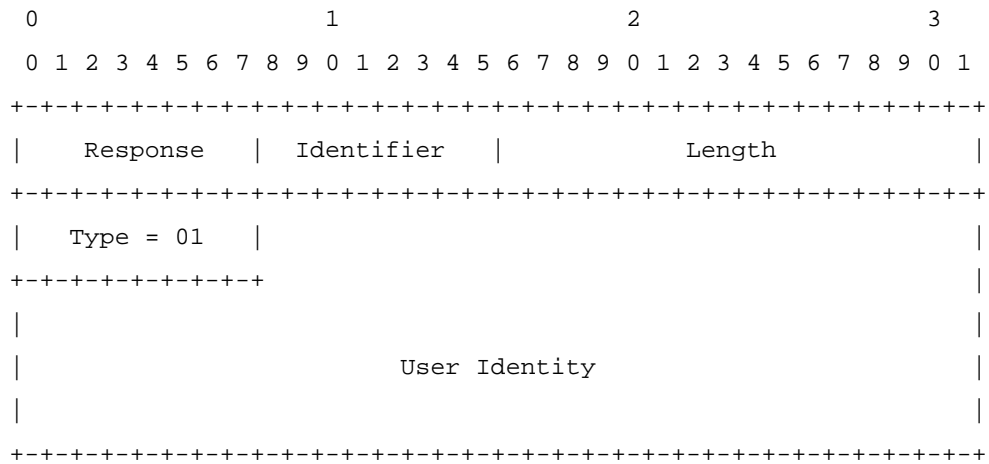 0                   1                   2                   3
 0 1 2 3 4 5 6 7 8 9 0 1 2 3 4 5 6 7 8 9 0 1 2 3 4 5 6 7 8 9 0 1
+-+-+-+-+-+-+-+-+-+-+-+-+-+-+-+-+-+-+-+-+-+-+-+-+-+-+-+-+-+-+-+-+
|    Response   |  Identifier   |            Length             |
+-+-+-+-+-+-+-+-+-+-+-+-+-+-+-+-+-+-+-+-+-+-+-+-+-+-+-+-+-+-+-+-+
|   Type = 01   |                                               |
+-+-+-+-+-+-+-+-+                                               |
|                                                               |
|                         User Identity                         |
|                                                               |
+-+-+-+-+-+-+-+-+-+-+-+-+-+-+-+-+-+-+-+-+-+-+-+-+-+-+-+-+-+-+-+-+